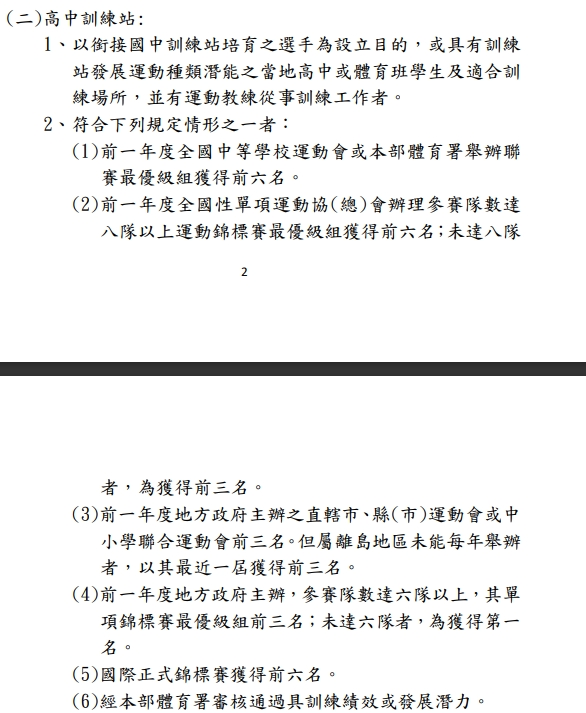 (二)高中訓練站:
1、以銜接國中訓練站培育之選手為設立目的，或具有訓練
站發展運動種類潛能之當地高中或體育班學生及適合訓
練場所，並有運動教練從事訓練工作者。
2、符合下列規定情形之一者：
(1)前一年度全國中等學校運動會或本部體育署舉辦聯
賽最優級組獲得前六名。
(2)前一年度全國性單項運動協(總)會辦理參賽隊數達
八隊以上運動錦標賽最優級組獲得前六名；未達八隊
2
者，為獲得前三名。
(3)前一年度地方政府主辦之直轄市、縣(市)運動會或中
小學聯合運動會前三名。但屬離島地區未能每年舉辦
者，以其最近一屆獲得前三名。
(4)前一年度地方政府主辦，參賽隊數達六隊以上，其單
項錦標賽最優級組前三名；未達六隊者，為獲得第一
名。
(5)國際正式錦標賽獲得前六名。
(6)經本部體育署審核通過具訓練績效或發展潛力。